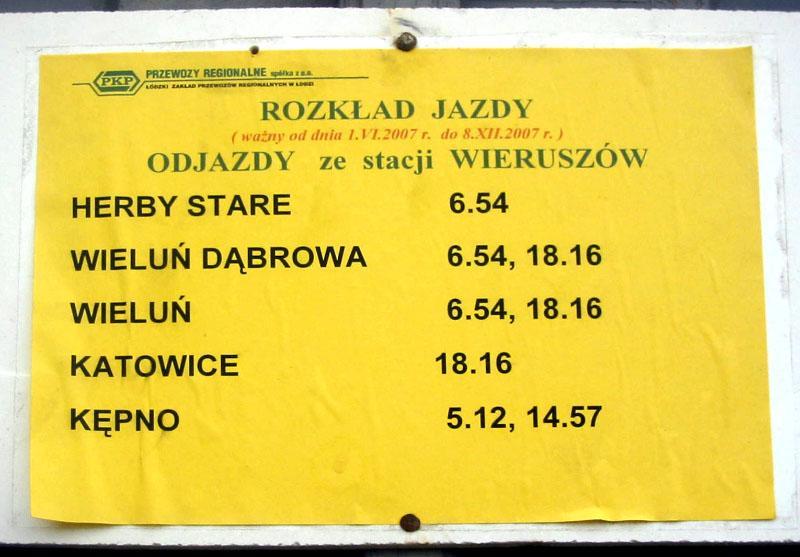 PKP PRZEWOZY REGIONALNE spółka z o.o.
ŁÓDZKI ZAKŁAD PRZEWOZÓW REGIONALNYCH W ŁODZI
ROZKŁAD JAZDY
( ważny od dnia 1.VI.2007 r. do 8.XII.2007 r. )
ODJAZDY ze stacji WIERUSZÓW
HERBY STARE 6.54
WIELUŃ DĄBROWA 6.54, 18.16
WIELUŃ 6.54, 18.16
KATOWICE 18.16
KĘPNO 5.12, 14.57